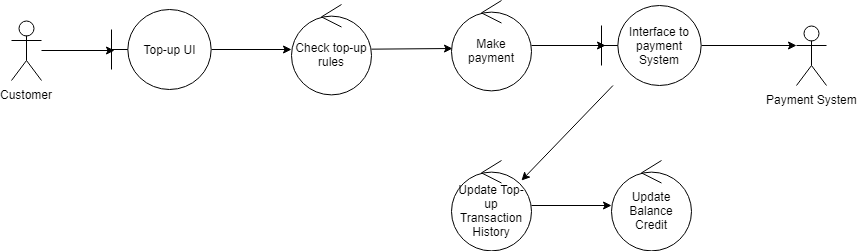 Customer
Top-up UI
Check top-up
rules
Make
payment
Interface to
payment
System
Payment System
Update Top-
up
Transaction
History
Update
Balance
Credit